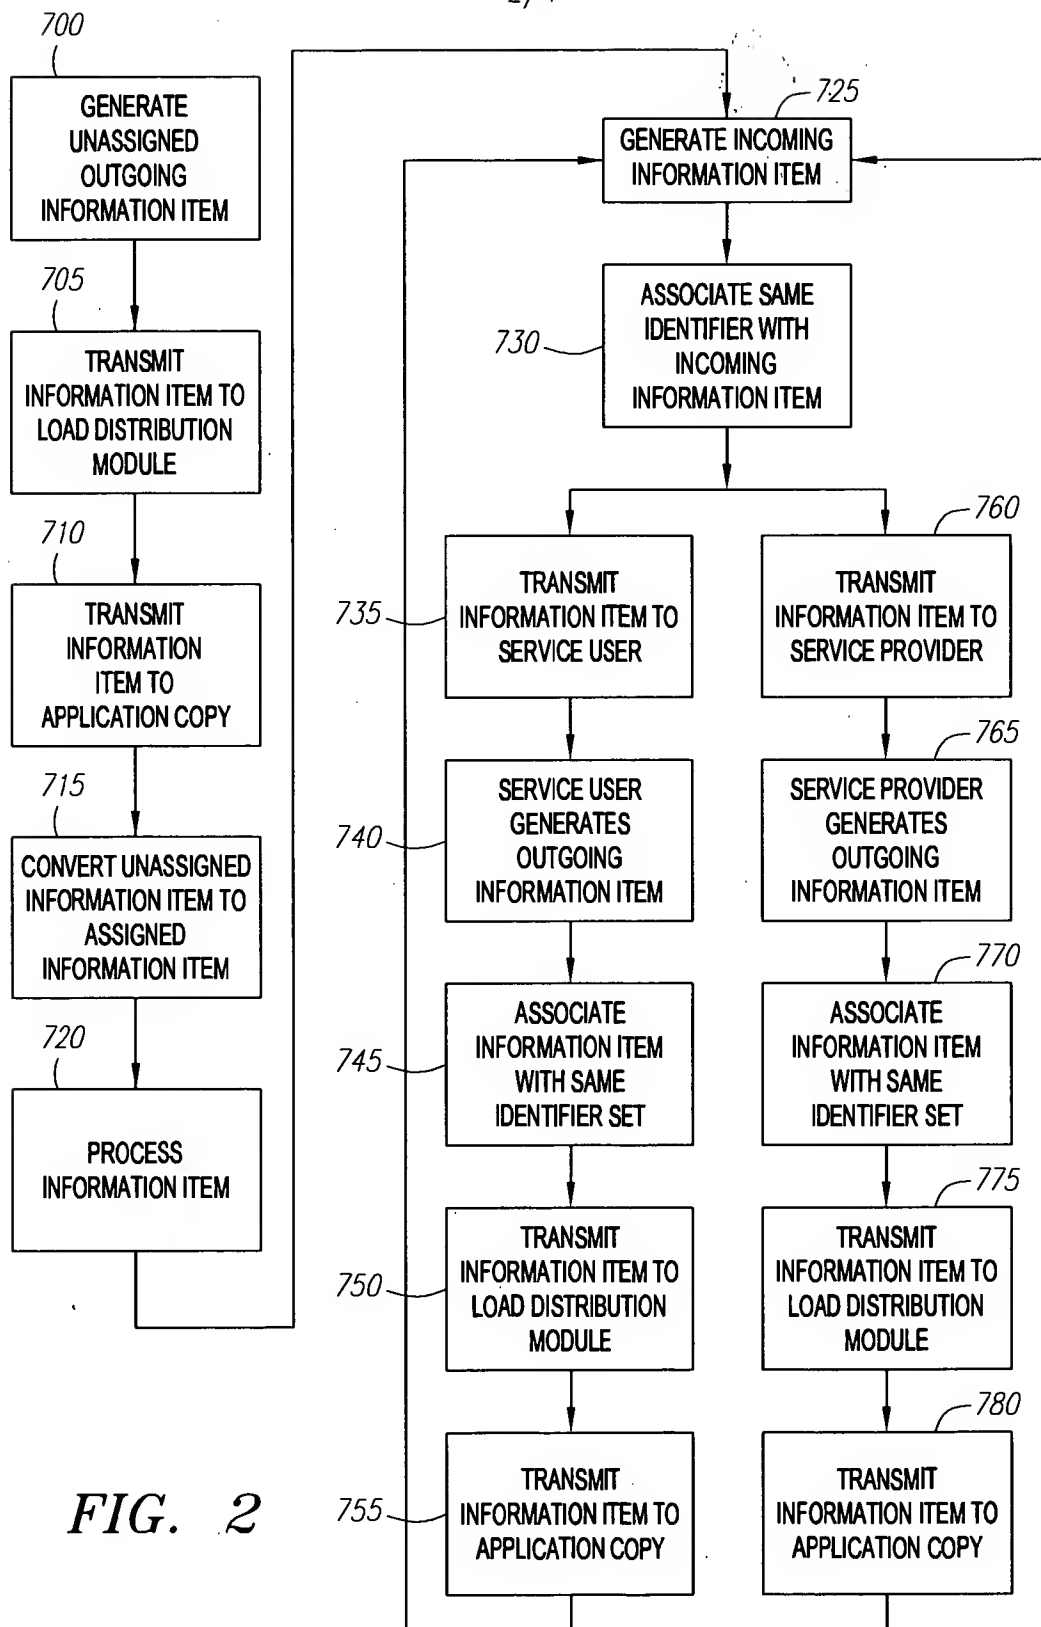 700
GENERATE
UNASSIGNED
OUTGOING
INFORMATION ITEM
705
TRANSMIT
INFORMATION ITEM TO
LOAD DISTRIBUTION
MODULE
710
TRANSMIT
INFORMATION
ITEM TO
APPLICATION COPY
715
CONVERT UNASSIGNED
INFORMATION ITEM TO
ASSIGNED
INFORMATION ITEM
720
PROCESS
INFORMATION ITEM
725
GENERATE INCOMING
INFORMATION ITEM
730
ASSOCIATE SAME
IDENTIFIER WITH
INCOMING
INFORMATION ITEM
735
TRANSMIT
INFORMATION ITEM TO
SERVICE USER
740
SERVICE USER
GENERATES
OUTGOING
INFORMATION ITEM
745
ASSOCIATE
INFORMATION ITEM
WITH SAME
IDENTIFIER SET
750
TRANSMIT
INFORMATION ITEM TO
LOAD DISTRIBUTION
MODULE
755
TRANSMIT
INFORMATION ITEM TO
APPLICATION COPY
760
TRANSMIT
INFORMATION ITEM TO
SERVICE PROVIDER
765
SERVICE PROVIDER
GENERATES
OUTGOING
INFORMATION ITEM
770
ASSOCIATE
INFORMATION ITEM
WITH SAME
IDENTIFIER SET
775
TRANSMIT
INFORMATION ITEM TO
LOAD DISTRIBUTION
MODULE
780
TRANSMIT
INFORMATION ITEM TO
APPLICATION COPY
FIG. 2